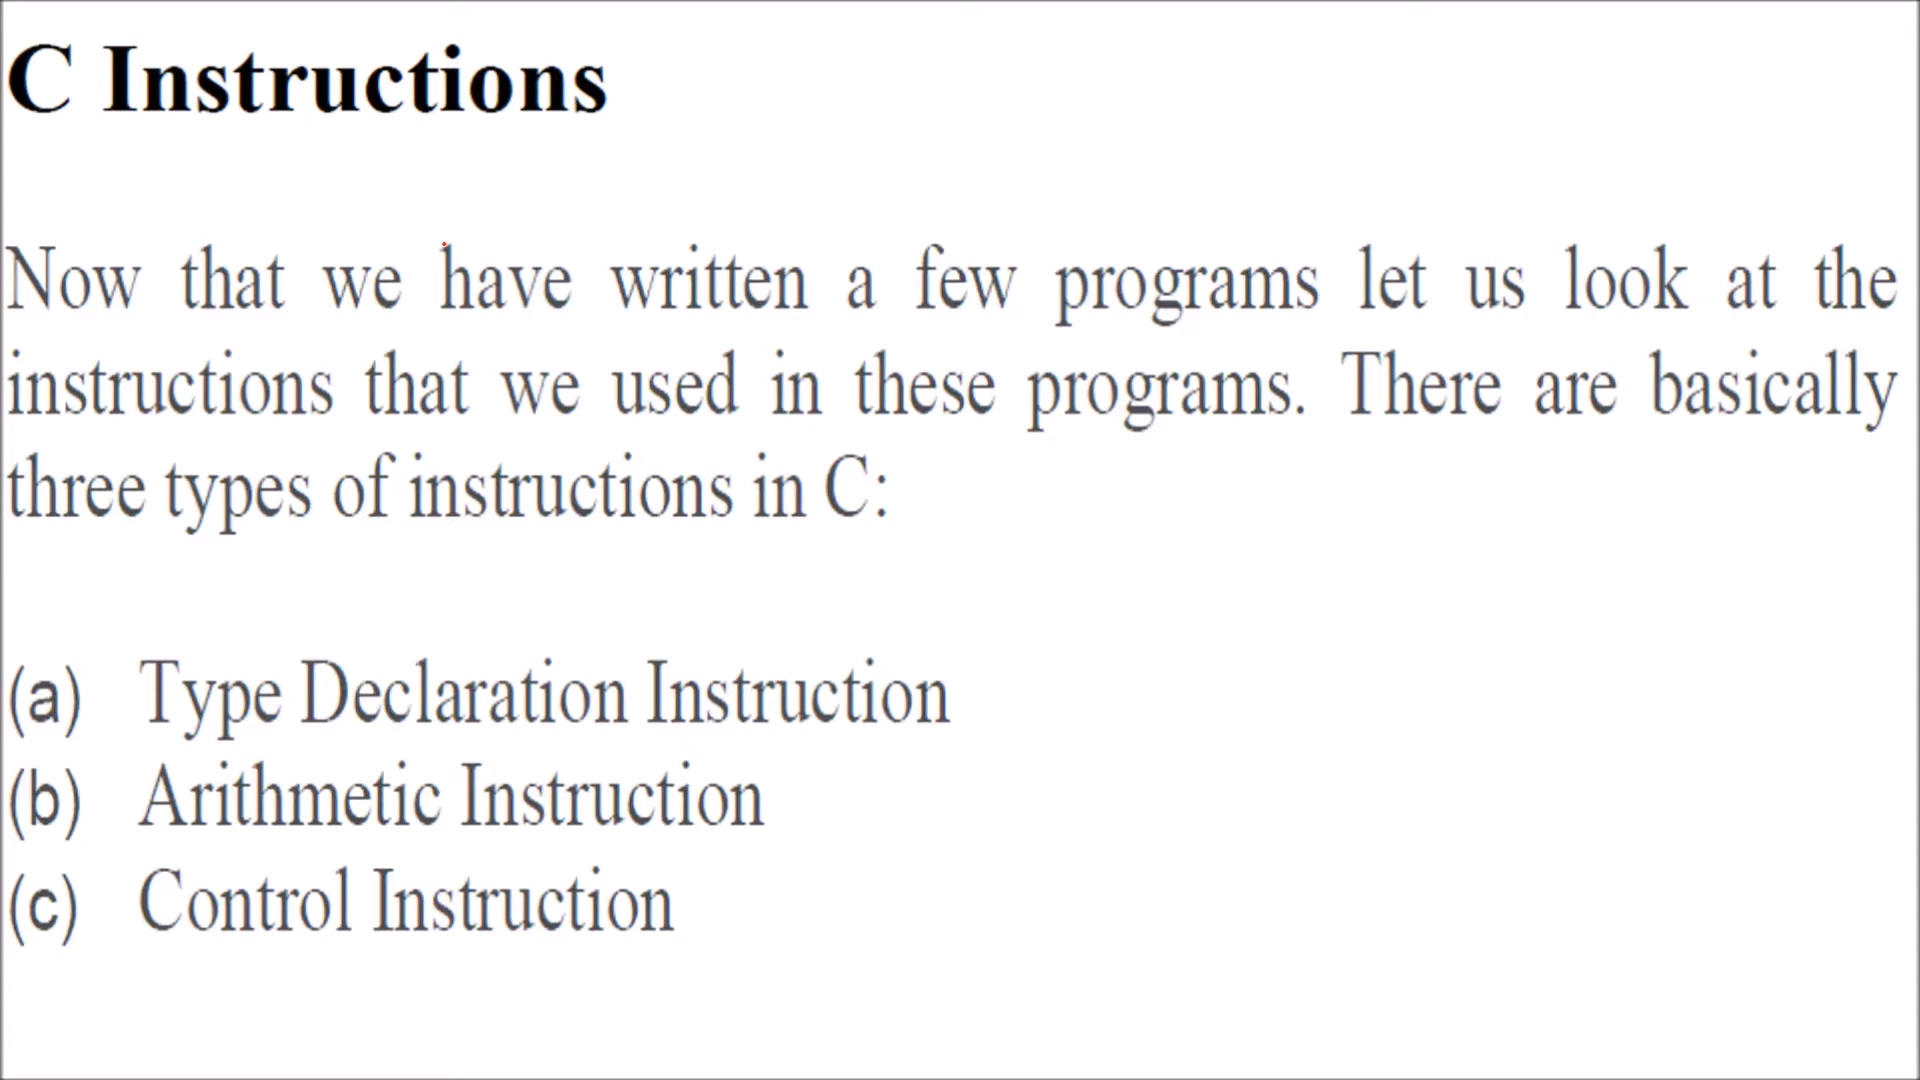 C Instructions
Now that we have written a few programs let us look at the
instructions that we used in these programs. There are basically
three types of instructions in C:
(a) Type Declaration Instruction
(b) Arithmetic Instruction
(c) Control Instruction